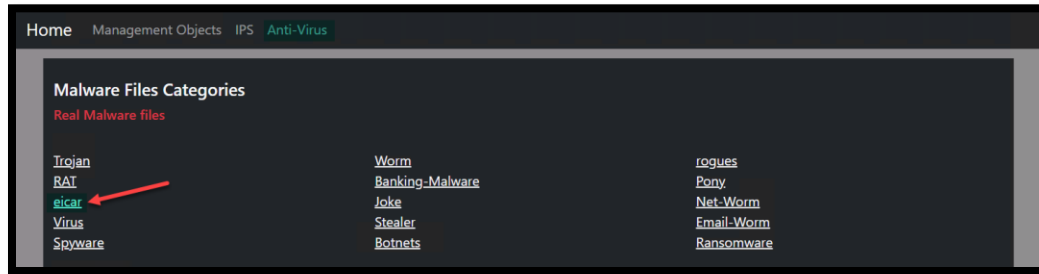 Home Management Objects IPS Anti-Virus
Malware Files Categories
Real Malware files
Trojan
RAT
eicar
Virus
Spyware
Worm
Banking-Malware
Joke
Stealer
Botnets
rogues
Pony
Net-Worm
Email-Worm
Ransomware